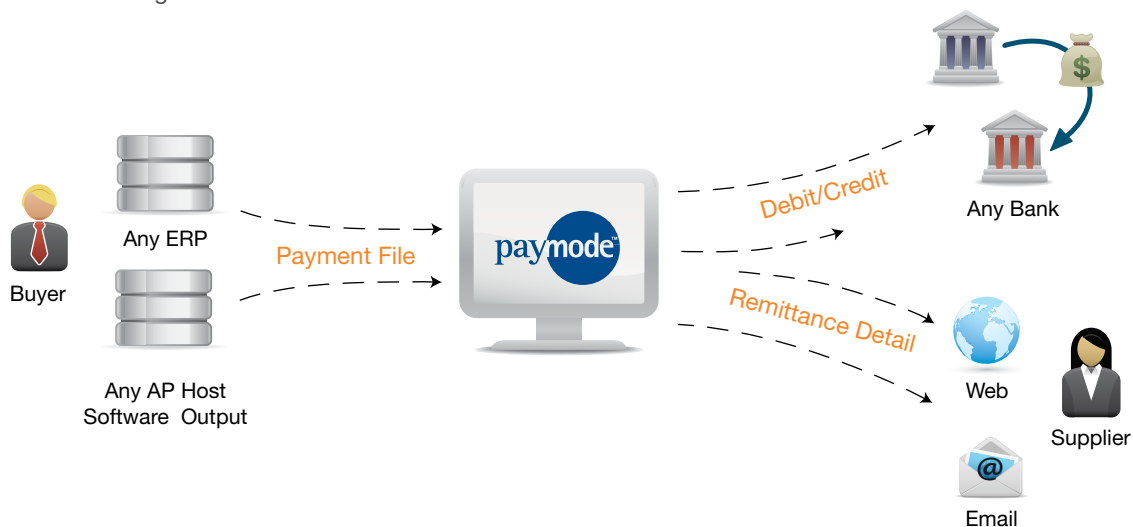 $
Any Bank
Debit/Credit
Any ERP
Payment File
paymode™
Buyer
Remittance Detail
Any AP Host
Software Output
Web
Supplier
@
Email